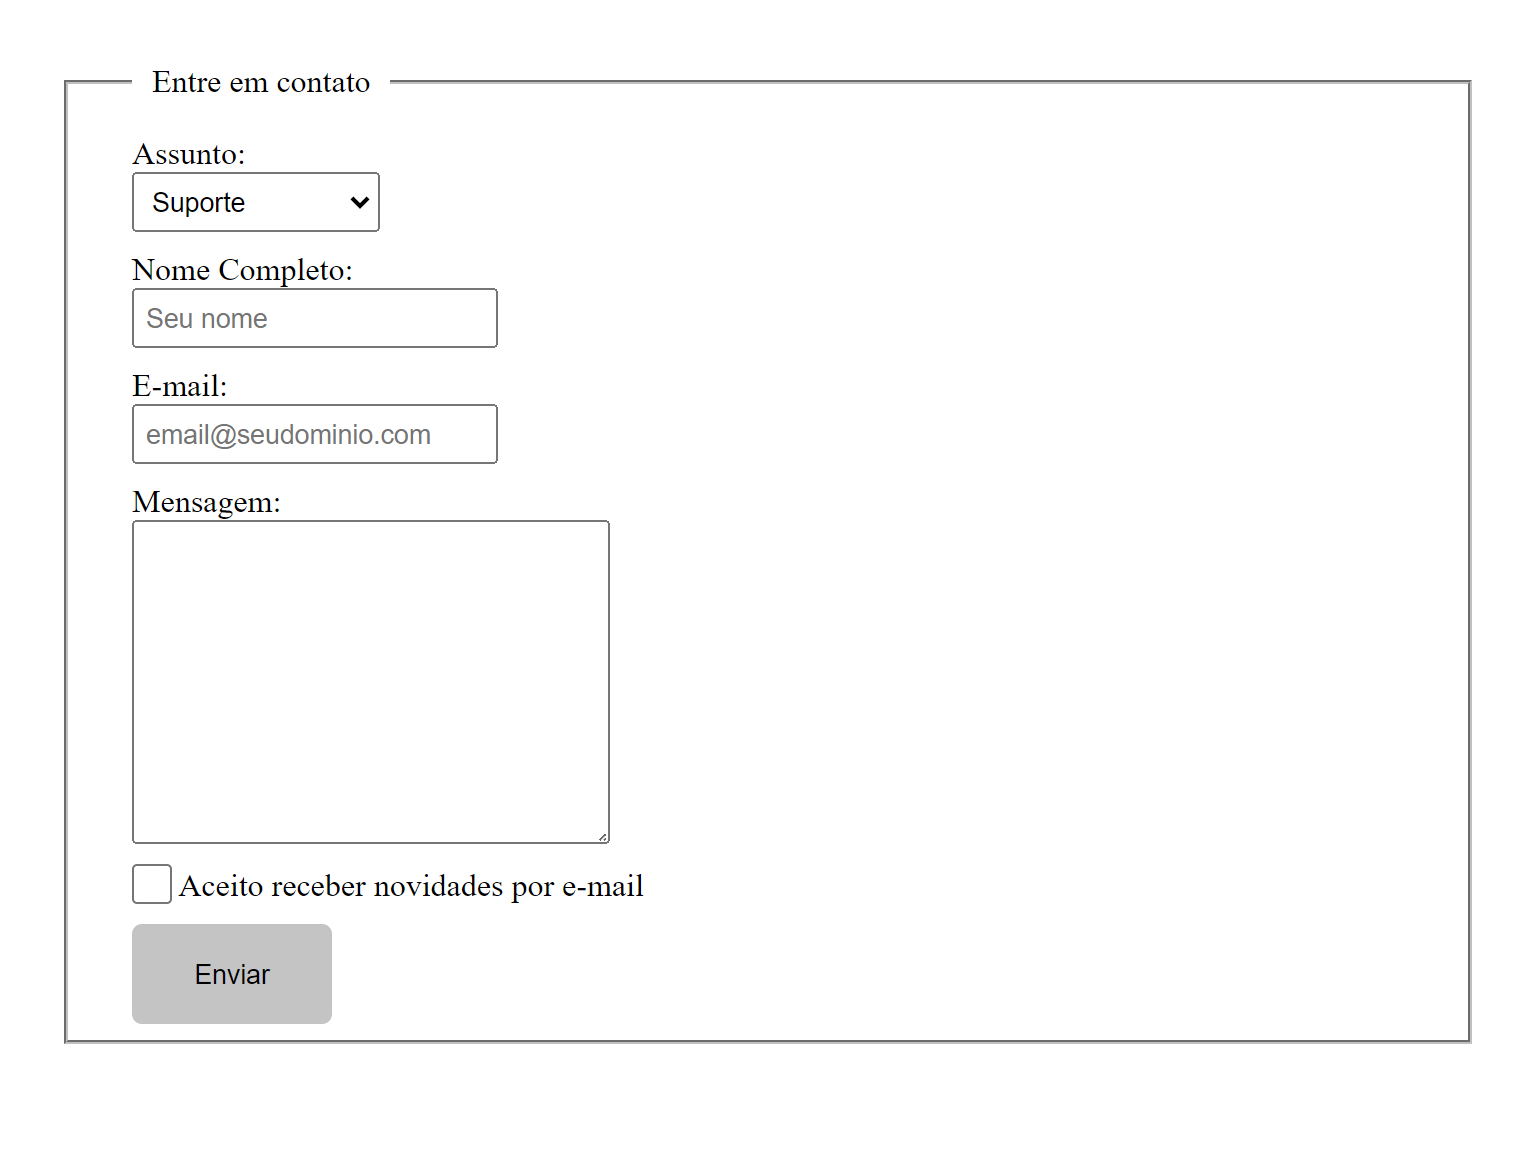 Entre em contato
Assunto:
Suporte
Nome Completo:
Seu nome
E-mail:
email@seudominio.com
Mensagem:
Aceito receber novidades por e-mail
Enviar